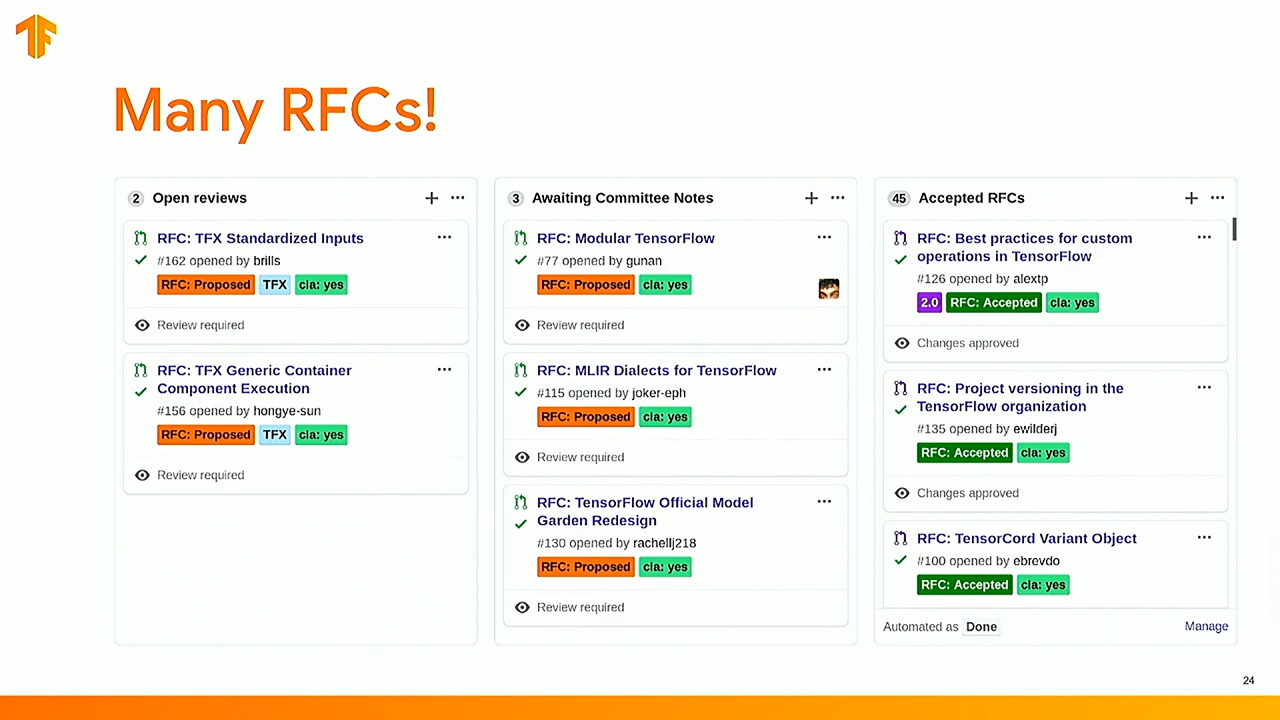 Many RFCs!
2 Open reviews
RFC: TFX Standardized Inputs
#162 opened by brills
RFC: Proposed TFX cla: yes
Review required
RFC: TFX Generic Container
Component Execution
#156 opened by hongye-sun
RFC: Proposed TFX cla: yes
Review required
3 Awaiting Committee Notes
RFC: Modular TensorFlow
#77 opened by gunan
RFC: Proposed cla: yes
Review required
RFC: MLIR Dialects for TensorFlow
#115 opened by joker-eph
RFC: Proposed cla: yes
Review required
RFC: TensorFlow Official Model
Garden Redesign
#130 opened by rachellj218
RFC: Proposed cla: yes
Review required
45 Accepted RFCs
RFC: Best practices for custom
operations in TensorFlow
#126 opened by alextp
2.0 RFC: Accepted cla: yes
Changes approved
RFC: Project versioning in the
TensorFlow organization
#135 opened by ewilderj
RFC: Accepted cla: yes
Changes approved
RFC: TensorCord Variant Object
#100 opened by ebrevdo
RFC: Accepted cla: yes
Automated as Done Manage
24